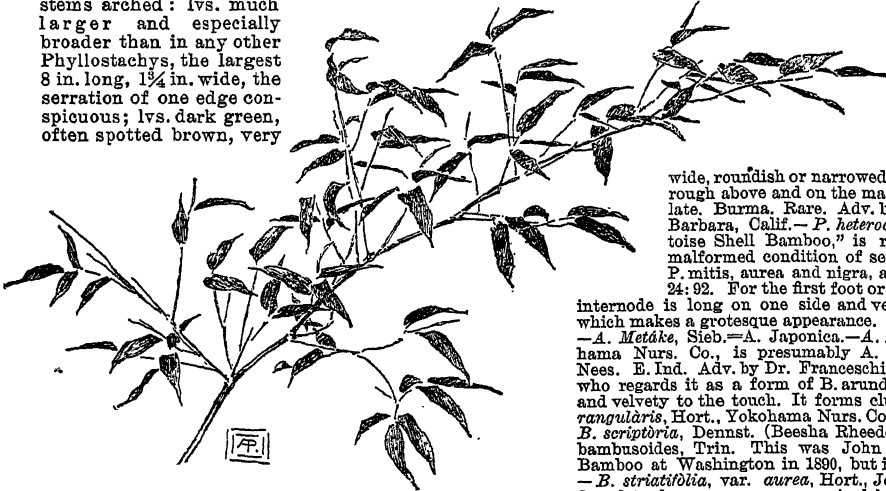 stems arched: lvs. much
larger and especially
broader than in any other
Phyllostachys, the largest
8 in. long, 1¾ in. wide, the
serration of one edge con-
spicuous; lvs. dark green,
often spotted brown, very
wide, roundish or narrowed
rough above and on the ma
late. Burma. Rare. Adv. b
Barbara, Calif.—P. heteroc
toise Shell Bamboo," is
malformed condition of se
P. mitis, aurea and nigra, a
24:92. For the first foot or
internode is long on one side and ve
which makes a grotesque appearance.
—A. Metáke, Sieb.=A. Japonica.—A.
hama Nurs. Co., is presumably A.
Nees. E. Ind. Adv. by Dr. Franceschi
who regards it as a form of B. arund
and velvety to the touch. It forms clu
rangulàris, Hort., Yokohama Nurs. Co
B. scriptòria, Dennst. (Beesha Rheed
bambusoides, Trin. This was John
Bamboo at Washington in 1890, but i
—B. striatifòlia, var. aurea, Hort., J